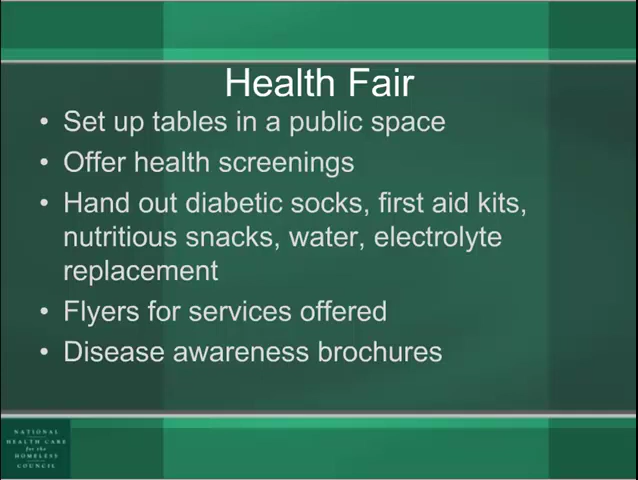 Health Fair
• Set up tables in a public space
• Offer health screenings
• Hand out diabetic socks, first aid kits,
nutritious snacks, water, electrolyte
replacement
• Flyers for services offered
• Disease awareness brochures
NATIONAL
HEALTH CARE
for the
HOMELESS
COUNCIL